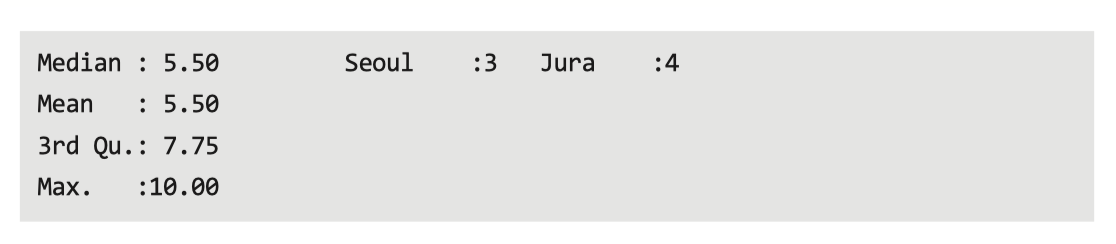 Median : 5.50         Seoul    :3   Jura    :4
Mean   : 5.50
3rd Qu.: 7.75
Max.   :10.00